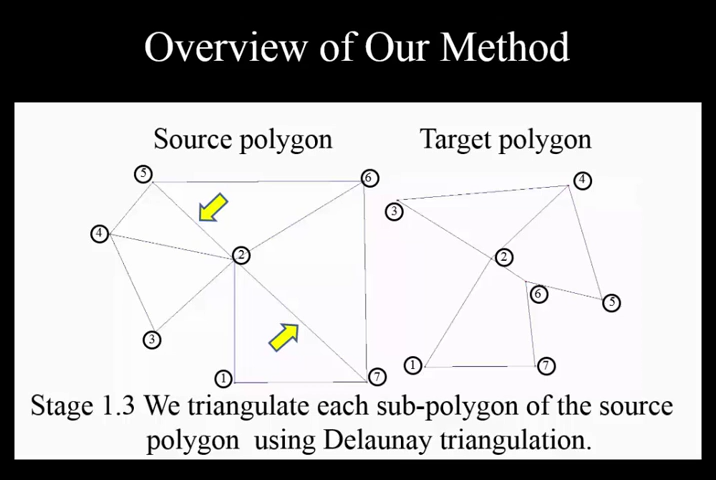 Overview of Our Method
Source polygon
Target polygon
5
6
4
2
3
1
7
4
3
2
6
5
1
7
Stage 1.3 We triangulate each sub-polygon of the source
polygon using Delaunay triangulation.